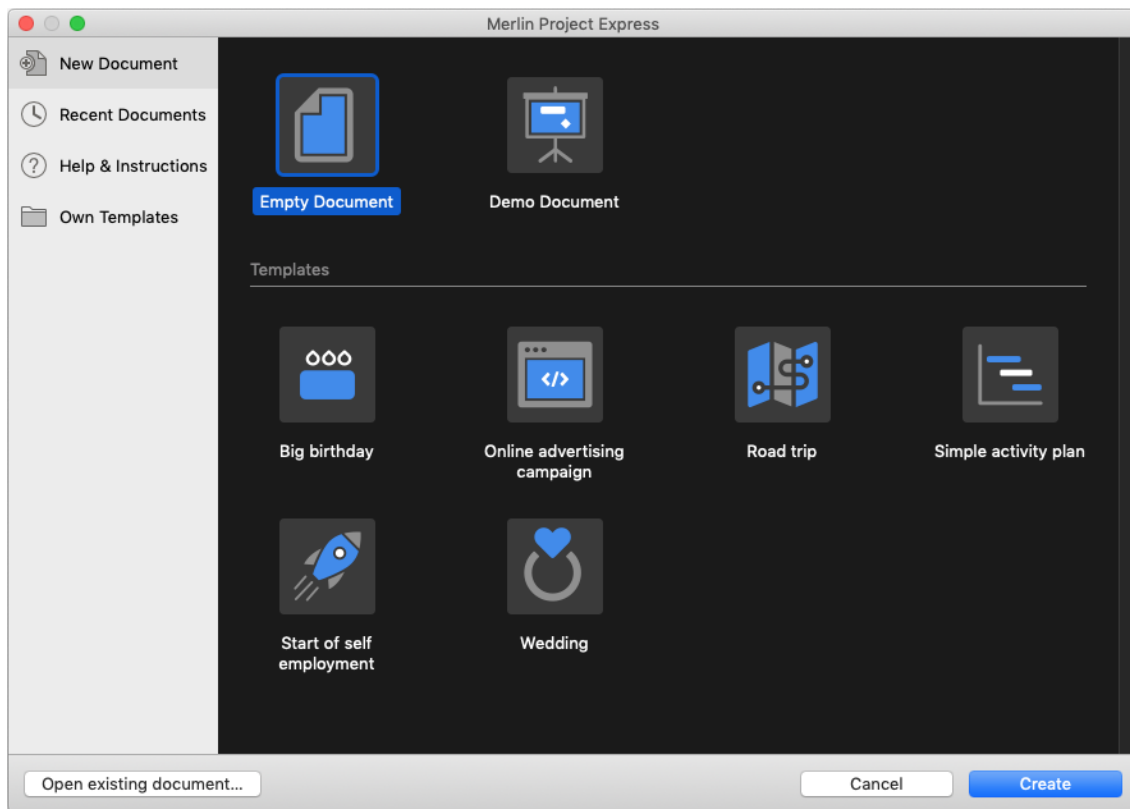 Merlin Project Express
New Document
Recent Documents
Help & Instructions
Own Templates
Empty Document
Demo Document
Templates
Big birthday
Online advertising
campaign
Road trip
Simple activity plan
Start of self
employment
Wedding
Open existing document...
Cancel
Create